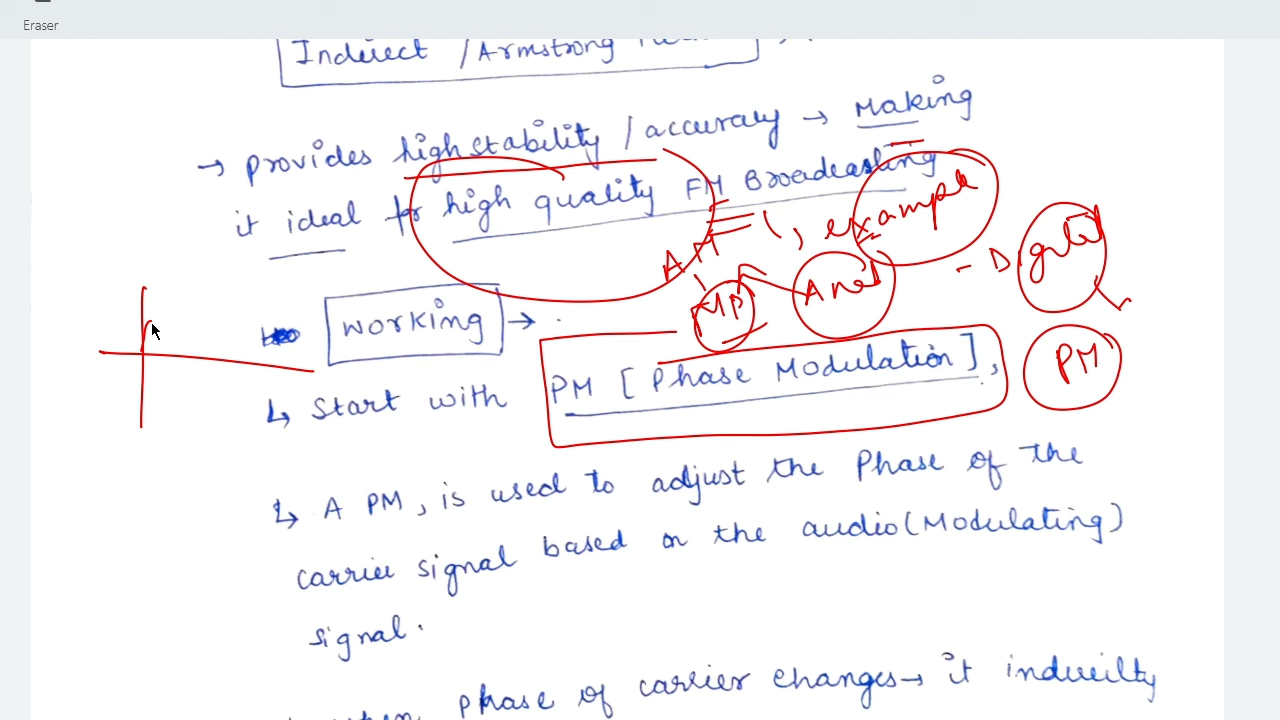 Eraser
Indirect / Armstrong
→ provides high stability / accuracy → Making
it ideal for high quality FM Broadcasting
, example
AM
- Digital
MP
Working →
PM
↳ Start with PM [ Phase Modulation ],
↳ A PM, is used to adjust the Phase of the
carrier signal based on the audio (Modulating)
signal.
phase of carrier changes → it